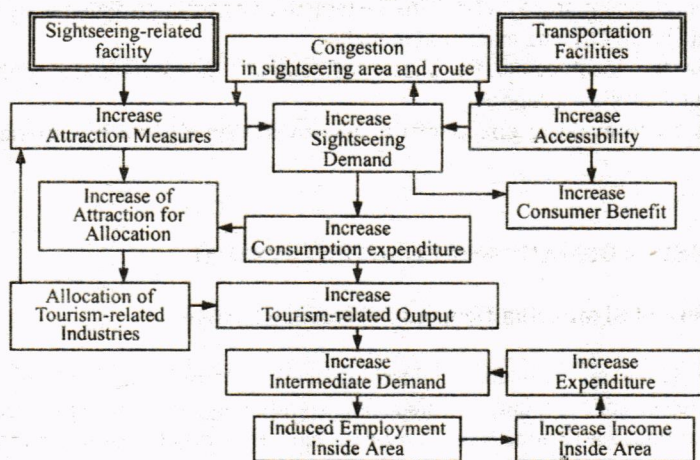 Sightseeing-related
facility
Congestion
in sightseeing area and route
Transportation
Facilities
Increase
Attraction Measures
Increase
Sightseeing
Demand
Increase
Accessibility
Increase of
Attraction for
Allocation
Increase
Consumer Benefit
Increase
Consumption expenditure
Allocation of
Tourism-related
Industries
Increase
Tourism-related Output
Increase
Intermediate Demand
Increase
Expenditure
Induced Employment
Inside Area
Increase Income
Inside Area